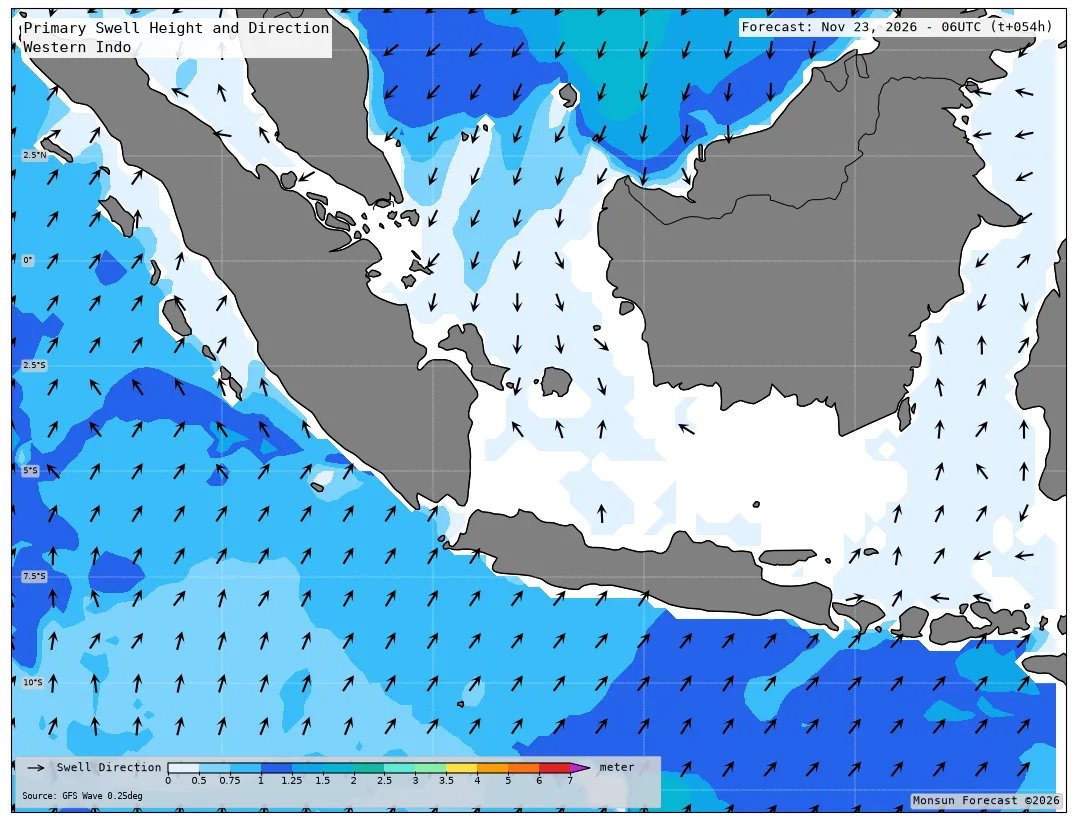 Primary Swell Height and Direction
Western Indo
Forecast: Nov 23, 2026 - 06UTC (t+054h)
2.5°N
0°
2.5°S
5°S
7.5°S
10°S
Swell Direction
0 0.5 0.75 1 1.25 1.5 2 2.5 3 3.5 4 5 6 7
meter
Source: GFS Wave 0.25deg
Monsun Forecast ©2026